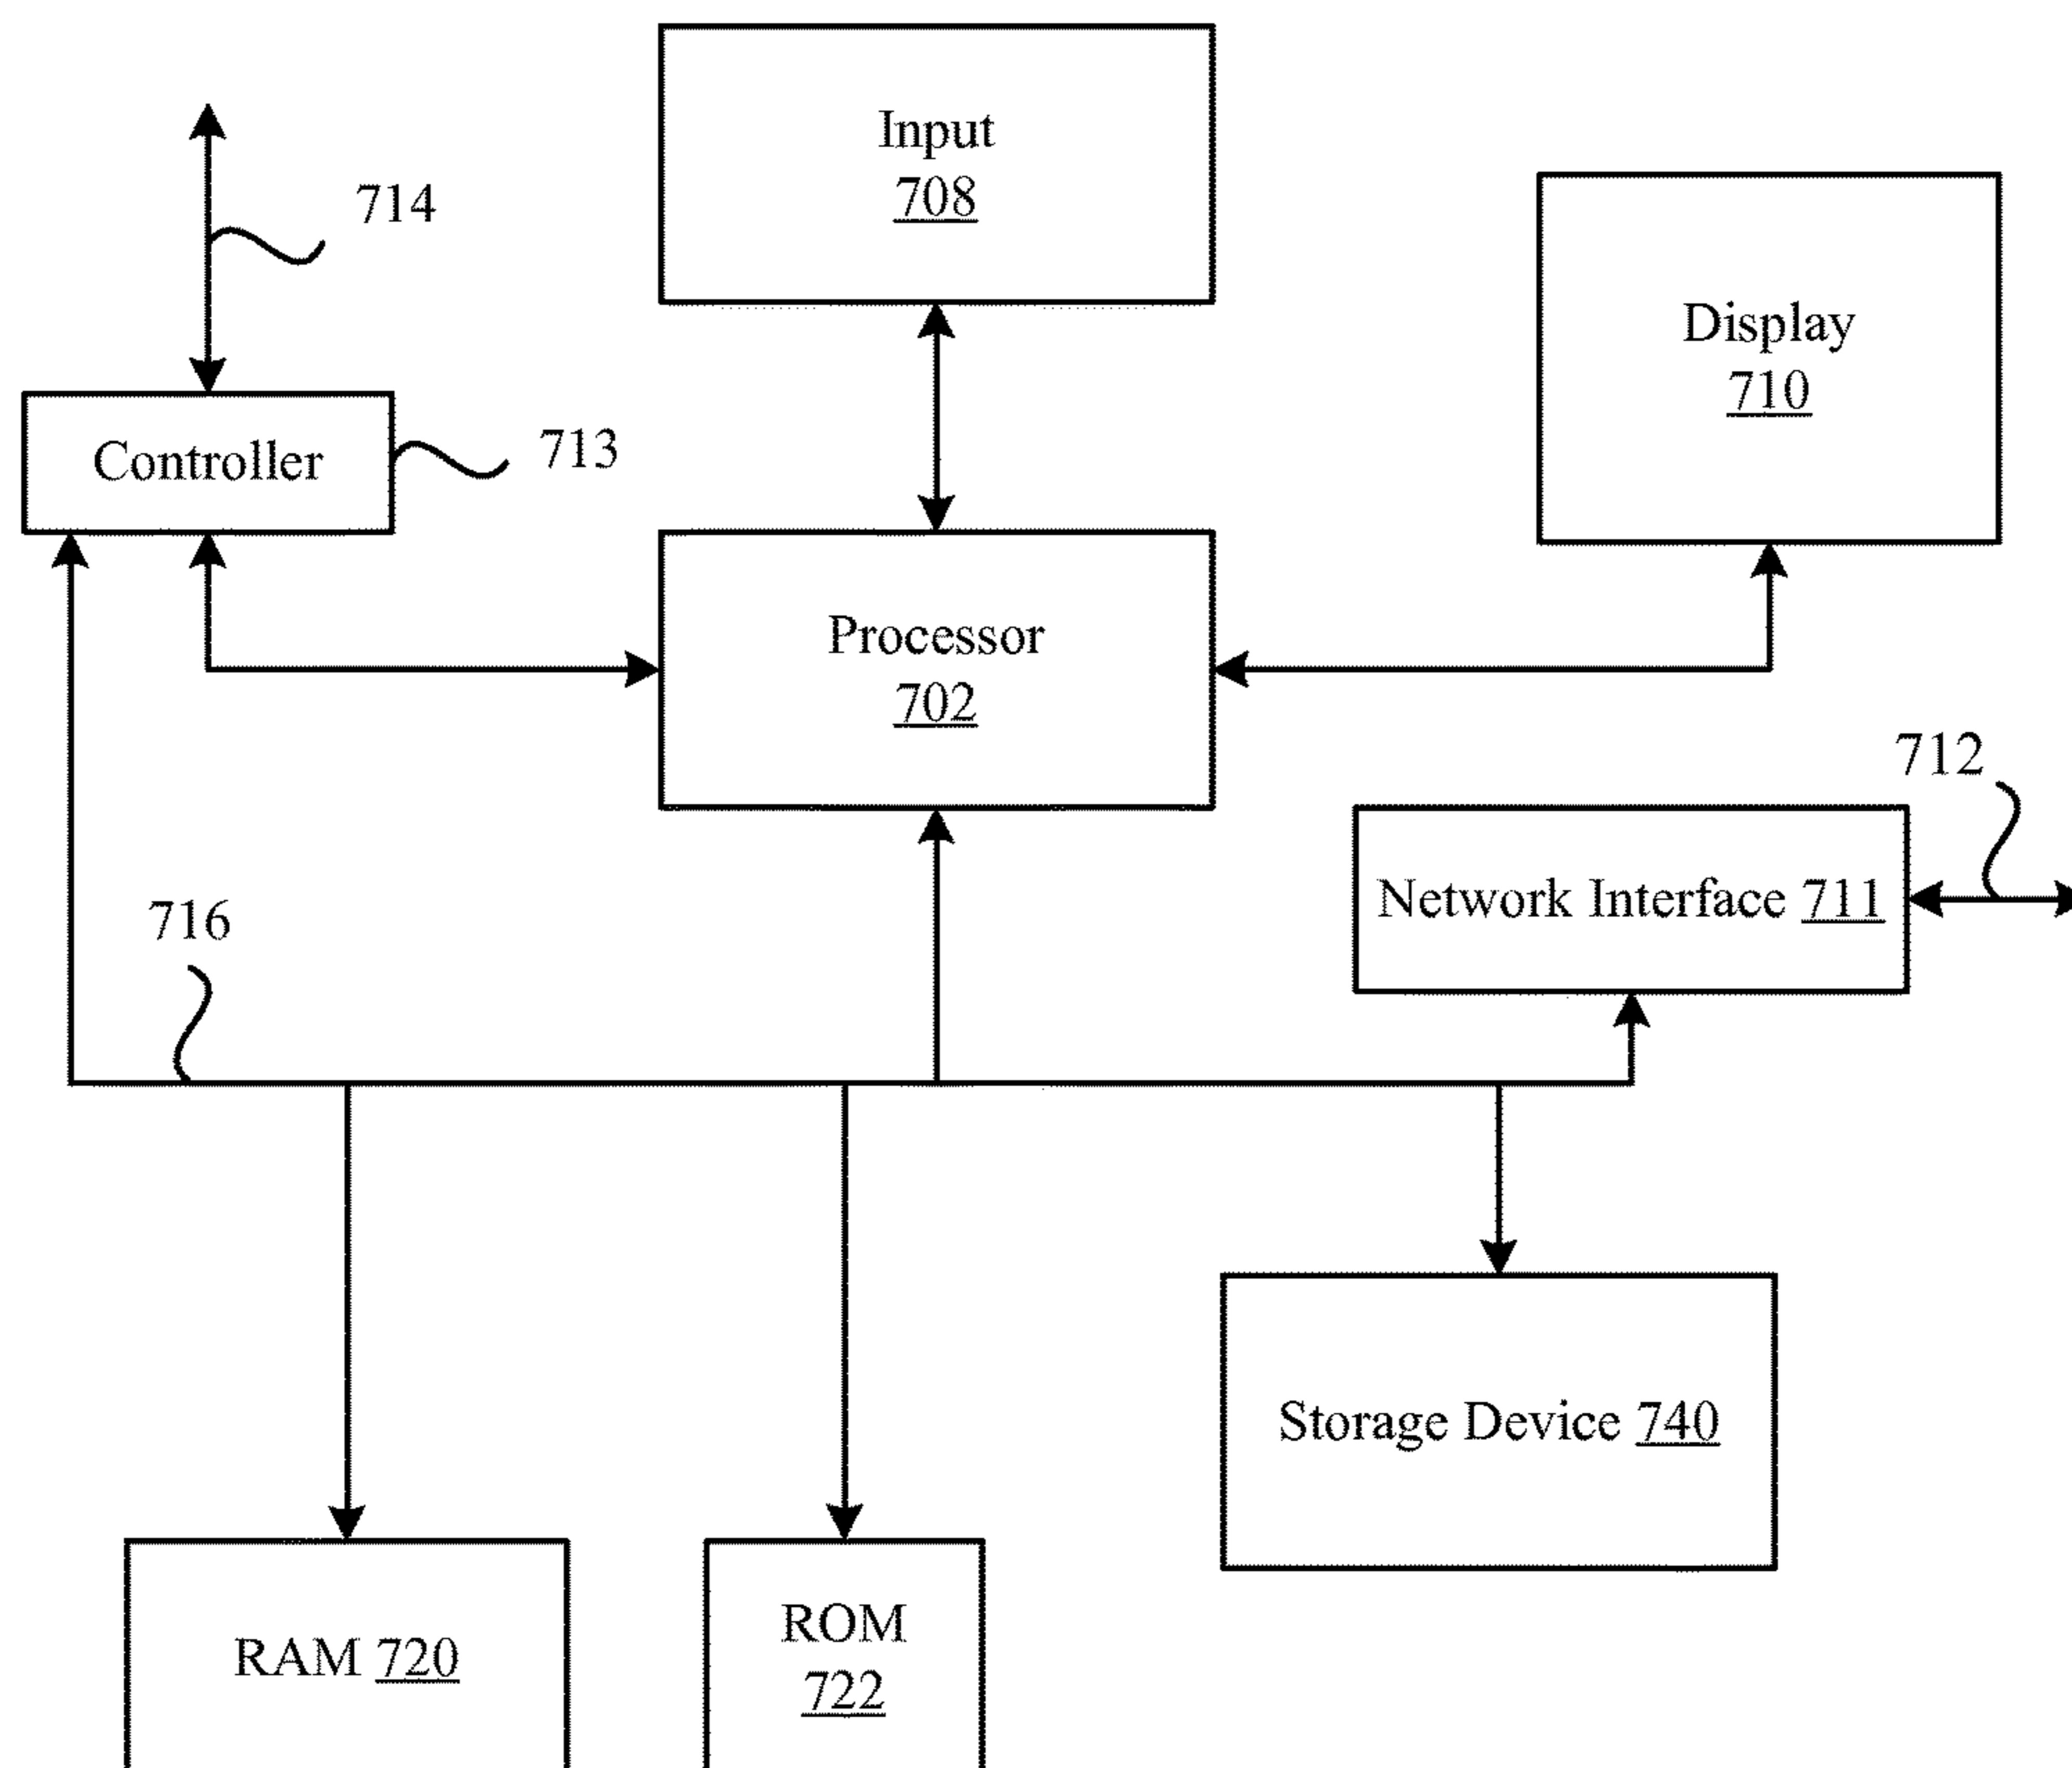 Input
708
714
Display
710
Controller
713
Processor
702
712
Network Interface 711
716
Storage Device 740
RAM 720
ROM
722